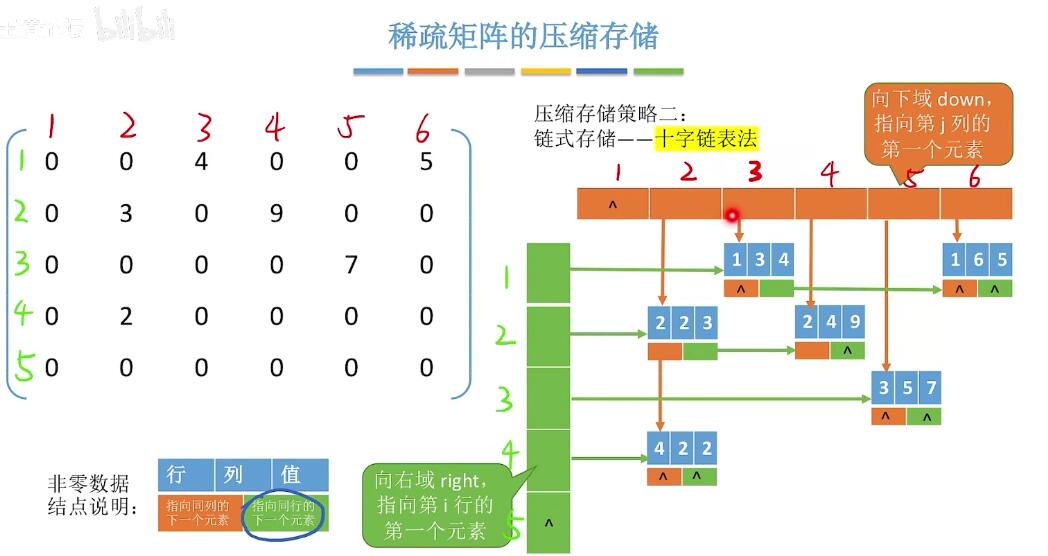 bilibili
稀疏矩阵的压缩存储
压缩存储策略二：
链式存储——十字链表法
向下域 down，
指向第 j 列的
第一个元素
1 2 3 4 5 6
1 0 0 4 0 0 5
2 0 3 0 9 0 0
3 0 0 0 0 7 0
4 0 2 0 0 0 0
5 0 0 0 0 0 0
1 2 3 4 5 6
^
1
1 3 4
^
1 6 5
^ ^
2
2 2 3
2 4 9
^
3
3 5 7
^ ^
4
4 2 2
^ ^
5
^
向右域 right，
指向第 i 行的
第一个元素
非零数据
结点说明：
行 列 值
指向同列的
下一个元素
指向同行的
下一个元素